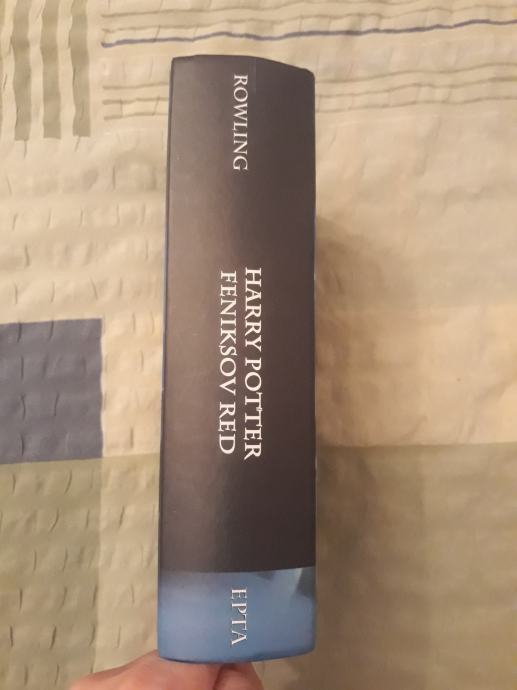 ROWLING
HARRY POTTER
FENIKSOV RED
EPTA